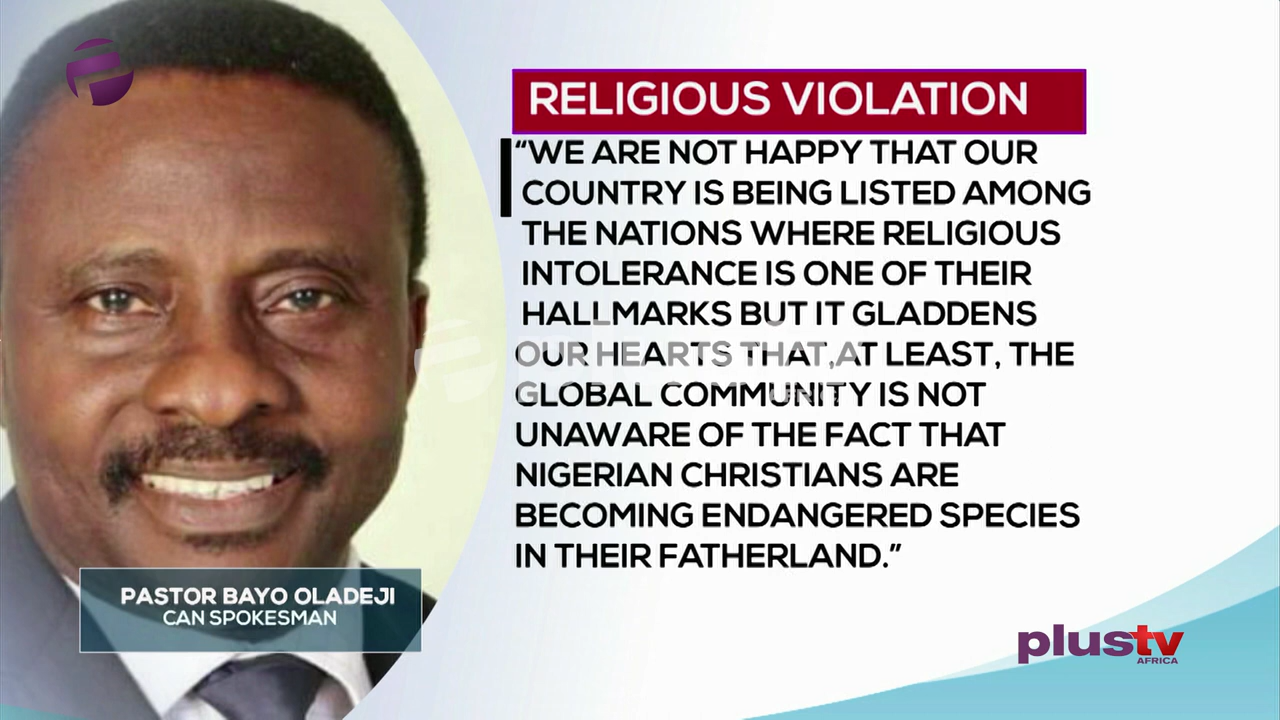 RELIGIOUS VIOLATION
“WE ARE NOT HAPPY THAT OUR
COUNTRY IS BEING LISTED AMONG
THE NATIONS WHERE RELIGIOUS
INTOLERANCE IS ONE OF THEIR
HALLMARKS BUT IT GLADDENS
OUR HEARTS THAT, AT LEAST, THE
GLOBAL COMMUNITY IS NOT
UNAWARE OF THE FACT THAT
NIGERIAN CHRISTIANS ARE
BECOMING ENDANGERED SPECIES
IN THEIR FATHERLAND.”
PASTOR BAYO OLADEJI
CAN SPOKESMAN
plustv
AFRICA